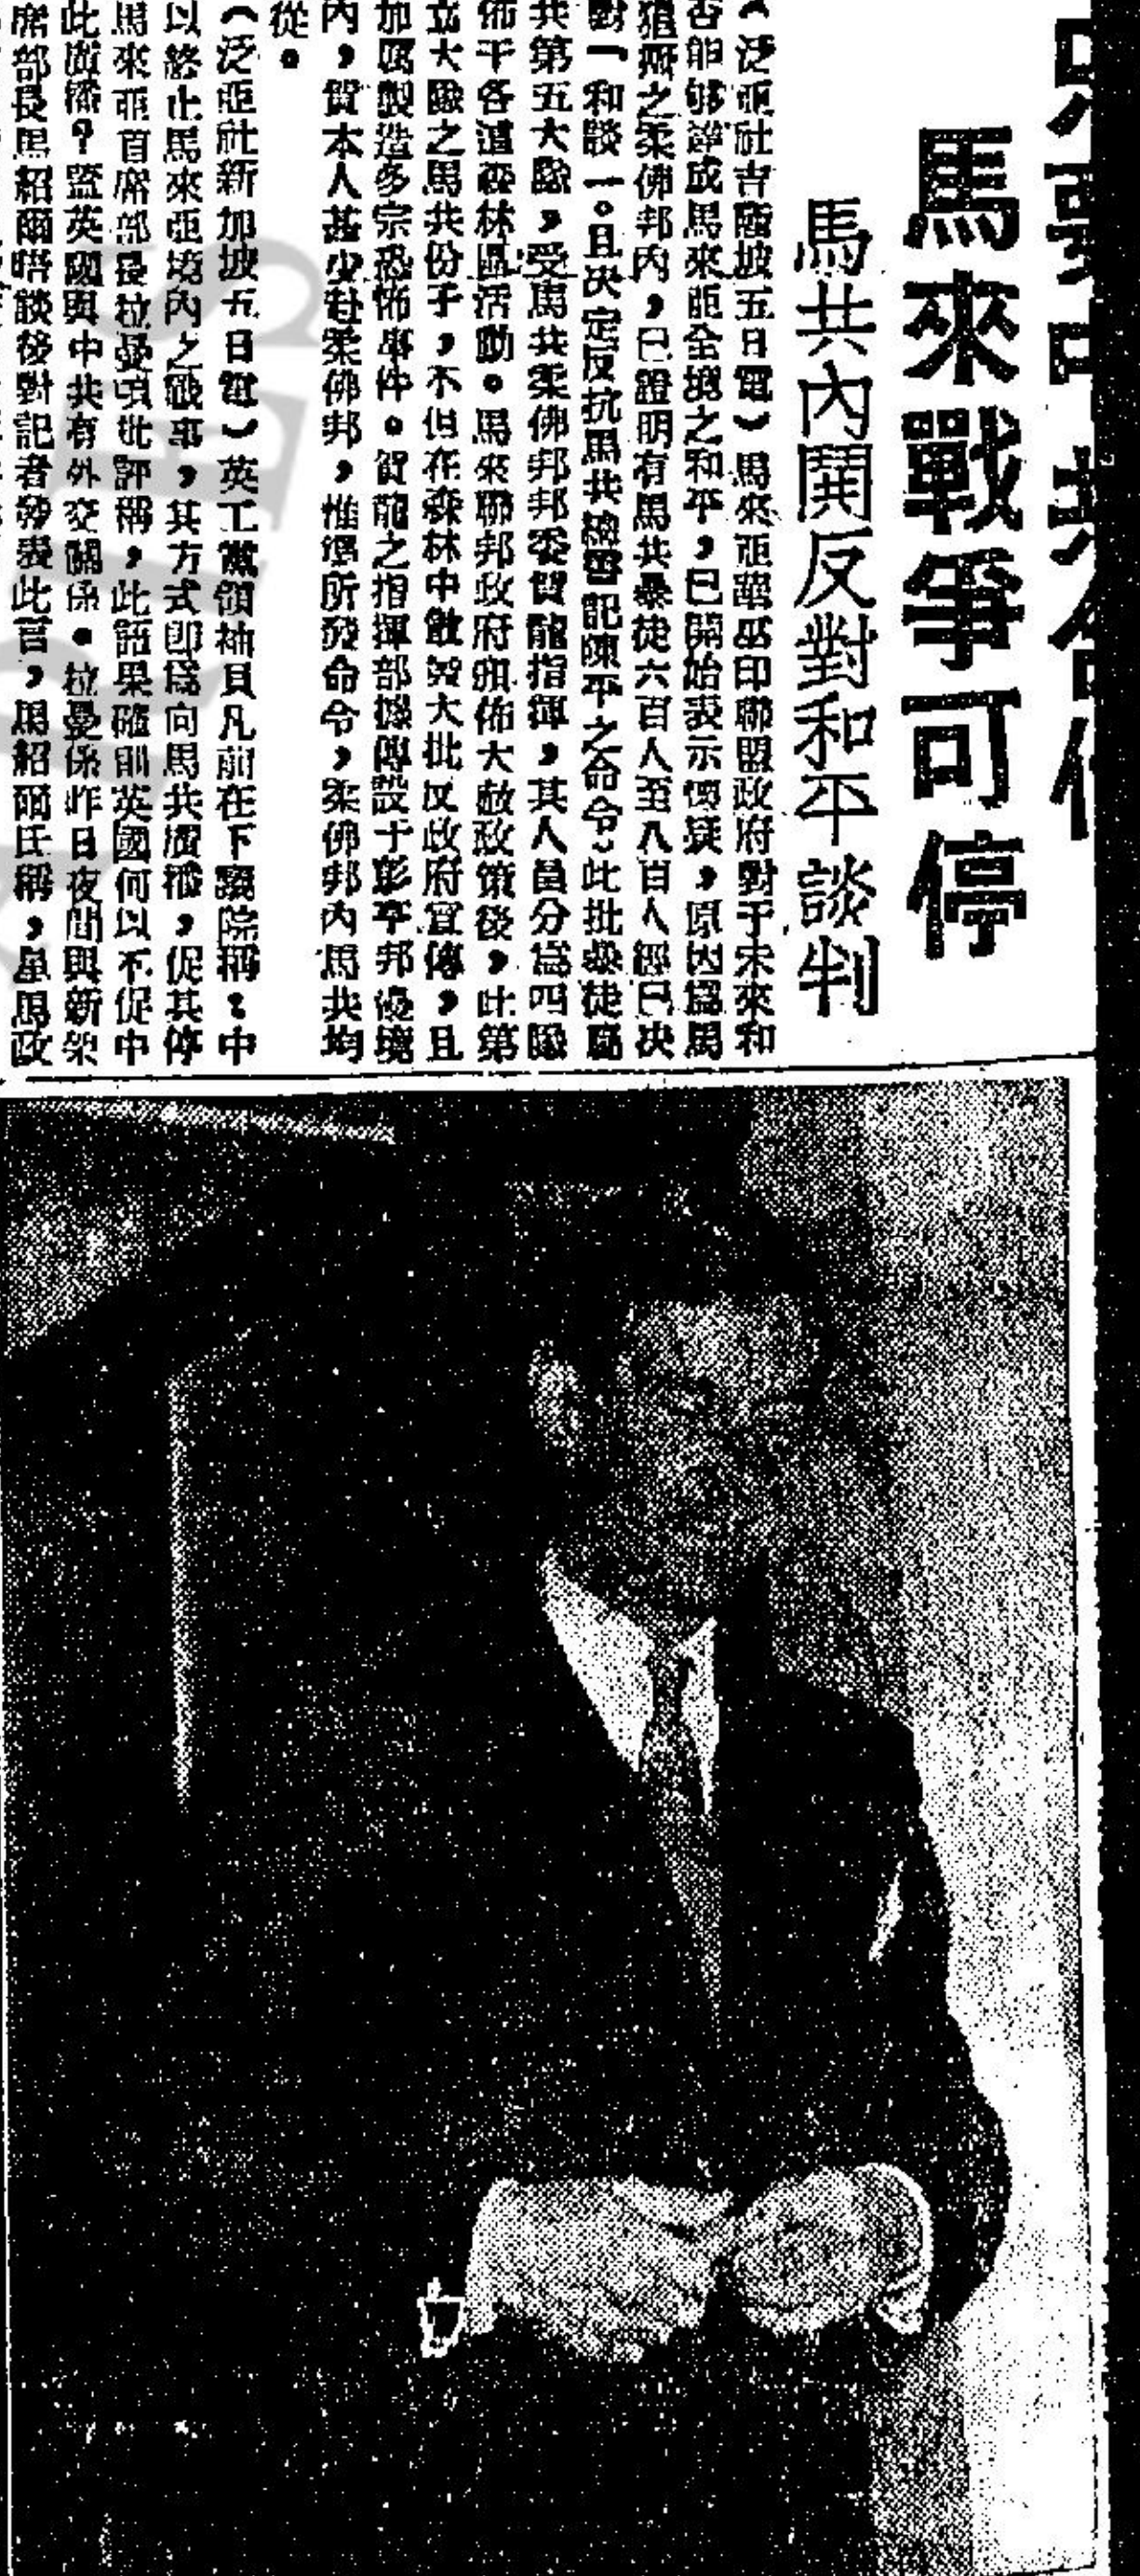 馬來戰爭可停
馬共內鬨反對和平談判
（泛亞社吉隆坡五日電）馬來亞華巫印聯盟政府對于未來和
否能够達成馬來亞全境之和平，已開始表示懷疑，原因為馬
猖獗之柔佛邦內，已證明有馬共暴徒六百人至八百人經已決
對「和談」。且决定反抗馬共總書記陳平之命令。此批暴徒屬
共第五大隊，受馬共柔佛邦邦委賀龍指揮，其人員分為四隊
佈于各道森林區活動。馬來聯邦政府頒佈大赦政策後，此第
立大隊之馬共份子，不但在森林中散發大批反政府宣傳，且
加緊製造多宗恐怖事件。賀龍之指揮部據傳設于彭亨邦邊境
內，賀本人甚少赴柔佛邦，惟縂所發命令，柔佛邦內馬共均
從。
（泛亞社新加坡五日電）英工黨領袖貝凡前在下議院稱：中
以終止馬來亞境內之戰事，其方式即為向馬共廣播，促其停
馬來亞首席部長拉曼頃批評稱，此語果確則英國何以不促中
此廣播？蓋英國與中共有外交關係。拉曼係昨日夜間與新架
席部長馬紹爾晤談後對記者發表此言，馬紹爾氏稱，虽馬政